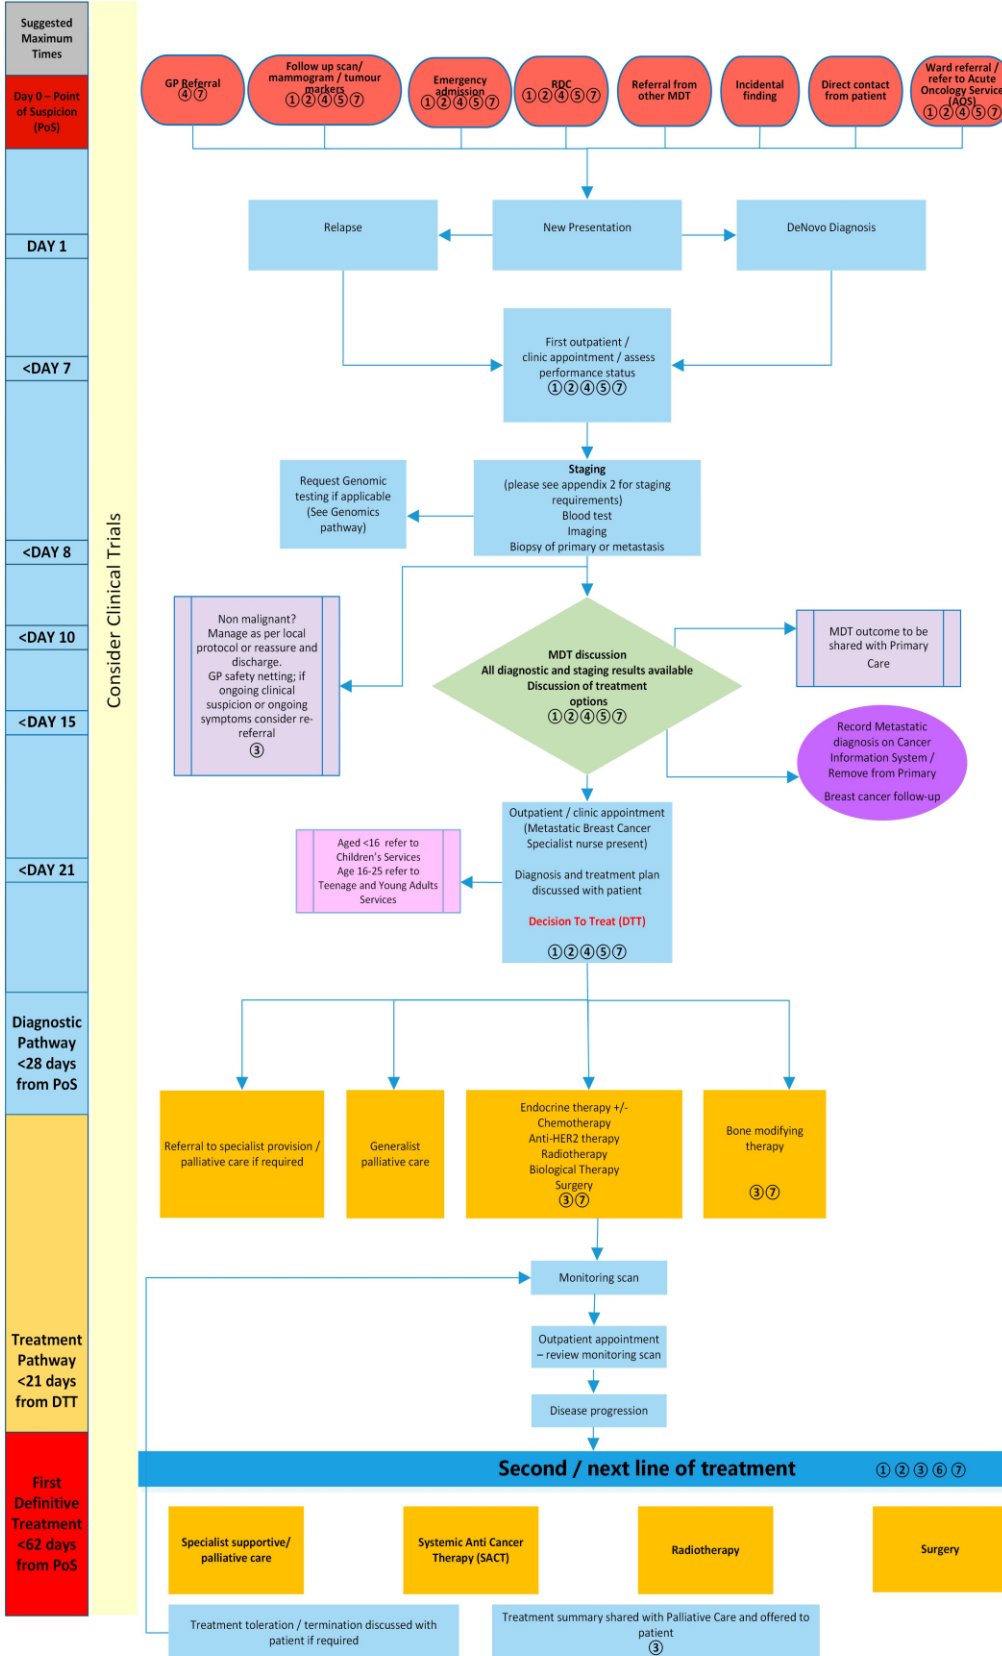 Suggested
Maximum
Times
Day 0 – Point
of Suspicion
(PoS)
DAY 1
<DAY 7
<DAY 8
<DAY 10
<DAY 15
<DAY 21
Diagnostic
Pathway
<28 days
from PoS
Treatment
Pathway
<21 days
from DTT
First
Definitive
Treatment
<62 days
from PoS
Consider Clinical Trials
GP Referral
④⑦
Follow up scan/
mammogram / tumour
markers
①②④⑤⑦
Emergency
admission
①②④⑤⑦
RDC
①②④⑤⑦
Referral from
other MDT
Incidental
finding
Direct contact
from patient
Ward referral /
refer to Acute
Oncology Service
(AOS)
①②④⑤⑦
Relapse
New Presentation
DeNovo Diagnosis
First outpatient /
clinic appointment / assess
performance status
①②④⑤⑦
Request Genomic
testing if applicable
(See Genomics
pathway)
Staging
(please see appendix 2 for staging
requirements)
Blood test
Imaging
Biopsy of primary or metastasis
Non malignant?
Manage as per local
protocol or reassure and
discharge.
GP safety netting; if
ongoing clinical
suspicion or ongoing
symptoms consider re-
referral
③
MDT discussion
All diagnostic and staging results available
Discussion of treatment
options
①②④⑤⑦
MDT outcome to be
shared with Primary
Care
Record Metastatic
diagnosis on Cancer
Information System /
Remove from Primary
Breast cancer follow-up
Aged <16 refer to
Children's Services
Age 16-25 refer to
Teenage and Young Adults
Services
Outpatient / clinic appointment
(Metastatic Breast Cancer
Specialist nurse present)
Diagnosis and treatment plan
discussed with patient
Decision To Treat (DTT)
①②④⑤⑦
Referral to specialist provision /
palliative care if required
Generalist
palliative care
Endocrine therapy +/-
Chemotherapy
Anti-HER2 therapy
Radiotherapy
Biological Therapy
Surgery
③⑦
Bone modifying
therapy
③⑦
Monitoring scan
Outpatient appointment
– review monitoring scan
Disease progression
Second / next line of treatment ①②③⑥⑦
Specialist supportive/
palliative care
Systemic Anti Cancer
Therapy (SACT)
Radiotherapy
Surgery
Treatment toleration / termination discussed with
patient if required
Treatment summary shared with Palliative Care and offered to
patient
③